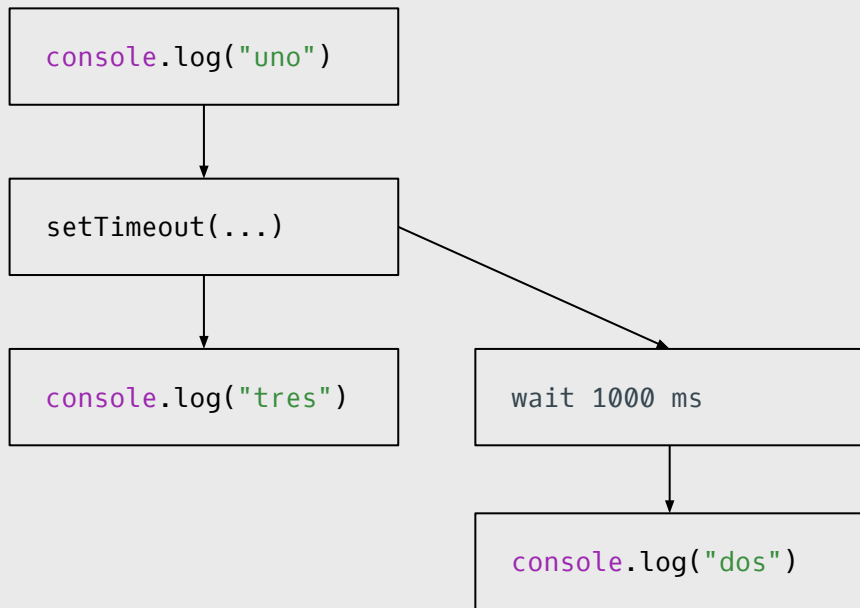 console.log("uno")
setTimeout(...)
console.log("tres")
wait 1000 ms
console.log("dos")